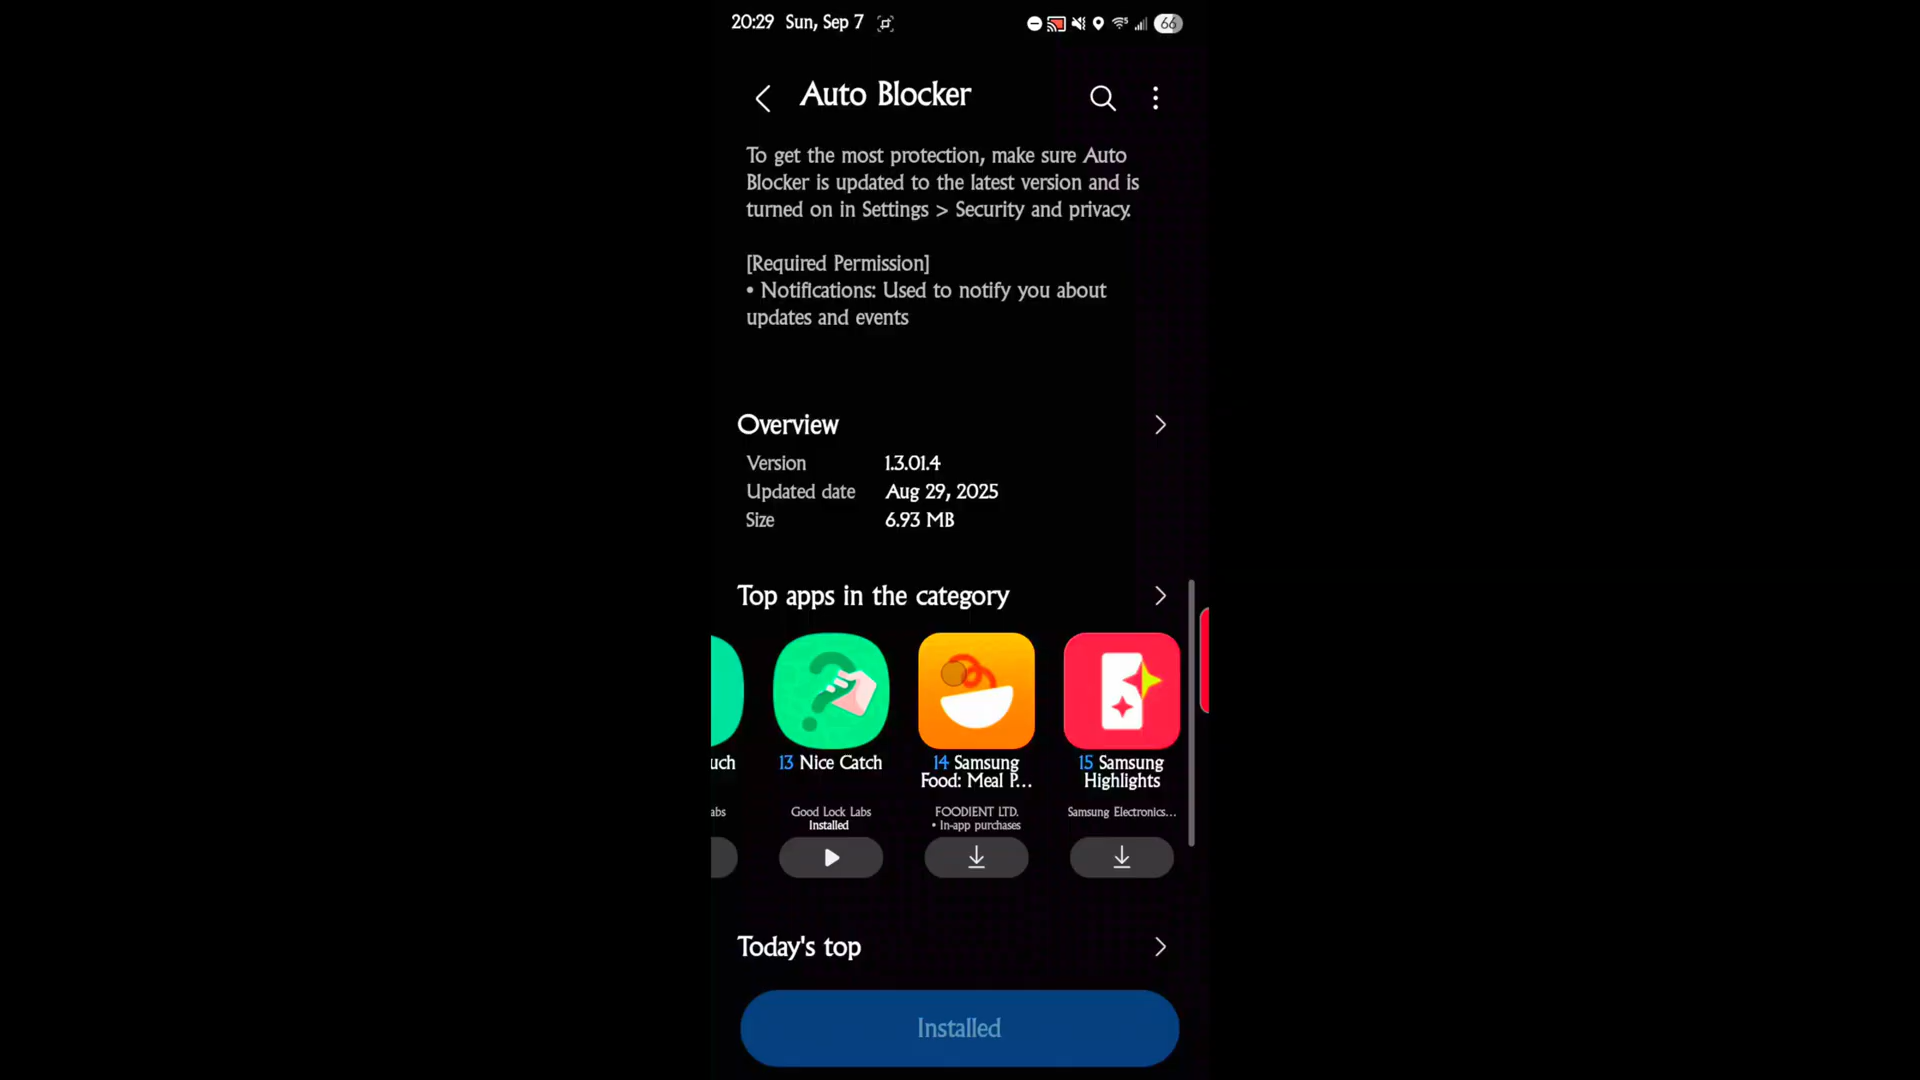 20:29 Sun, Sep 7
66
Auto Blocker
To get the most protection, make sure Auto
Blocker is updated to the latest version and is
turned on in Settings > Security and privacy.
[Required Permission]
• Notifications: Used to notify you about
updates and events
Overview
Version 1.3.01.4
Updated date Aug 29, 2025
Size 6.93 MB
Top apps in the category
uch
abs
13 Nice Catch
Good Lock Labs
Installed
14 Samsung
Food: Meal P...
FOODIENT LTD.
• In-app purchases
15 Samsung
Highlights
Samsung Electronics...
Today's top
Installed